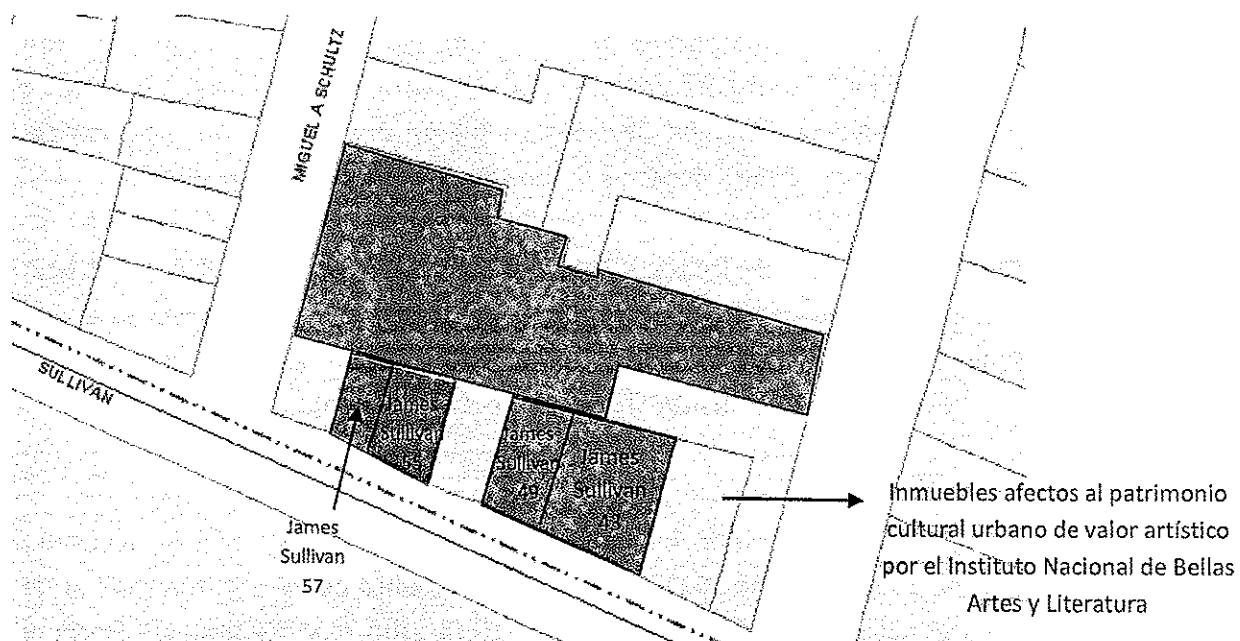 MIGUEL A SCHULTZ
SULLIVAN
James
Sullivan
James
Sullivan
49
James
Sullivan
James
Sullivan
57
Inmuebles afectos al patrimonio
cultural urbano de valor artístico
por el Instituto Nacional de Bellas
Artes y Literatura